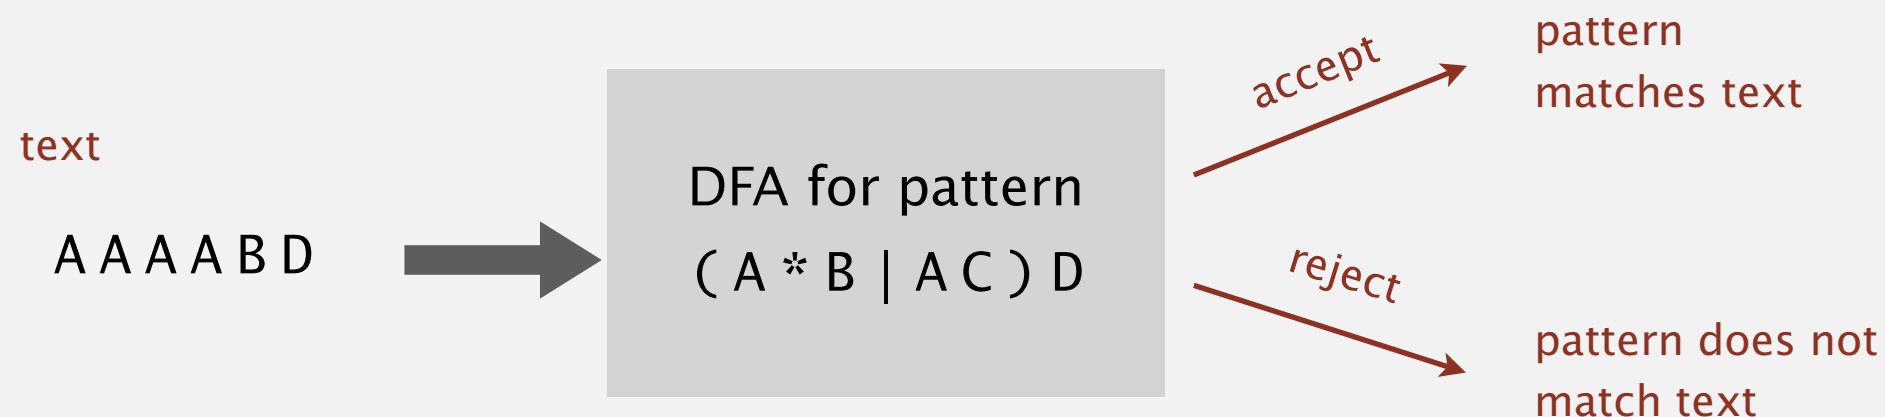 text
A A A A B D
DFA for pattern
( A * B | A C ) D
accept
pattern
matches text
reject
pattern does not
match text